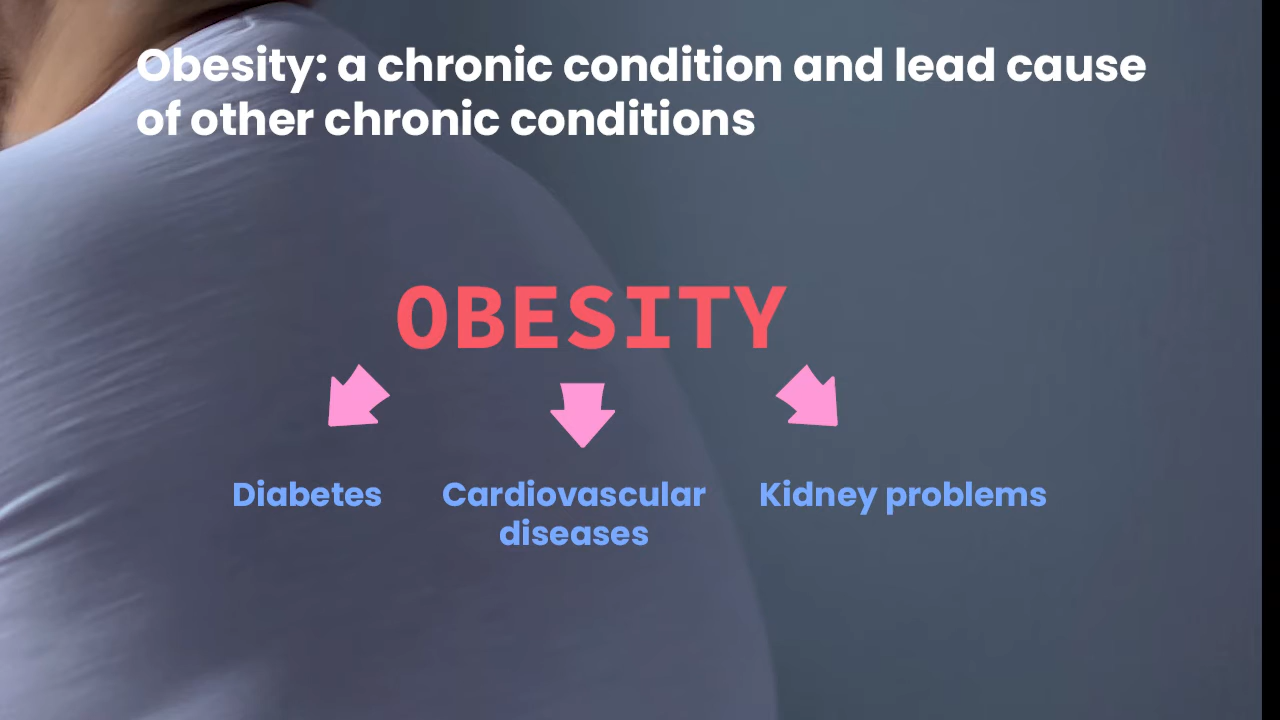 Obesity: a chronic condition and lead cause
of other chronic conditions
OBESITY
Diabetes
Cardiovascular
diseases
Kidney problems